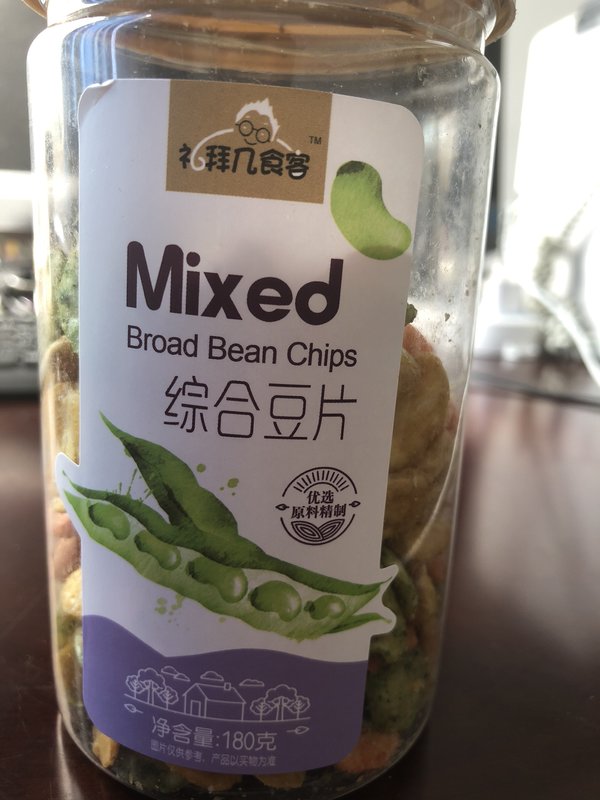 礼拜几食客
TM
Mixed
Broad Bean Chips
综合豆片
优选
原料精制
净含量:180克
图片仅供参考，产品以实物为准